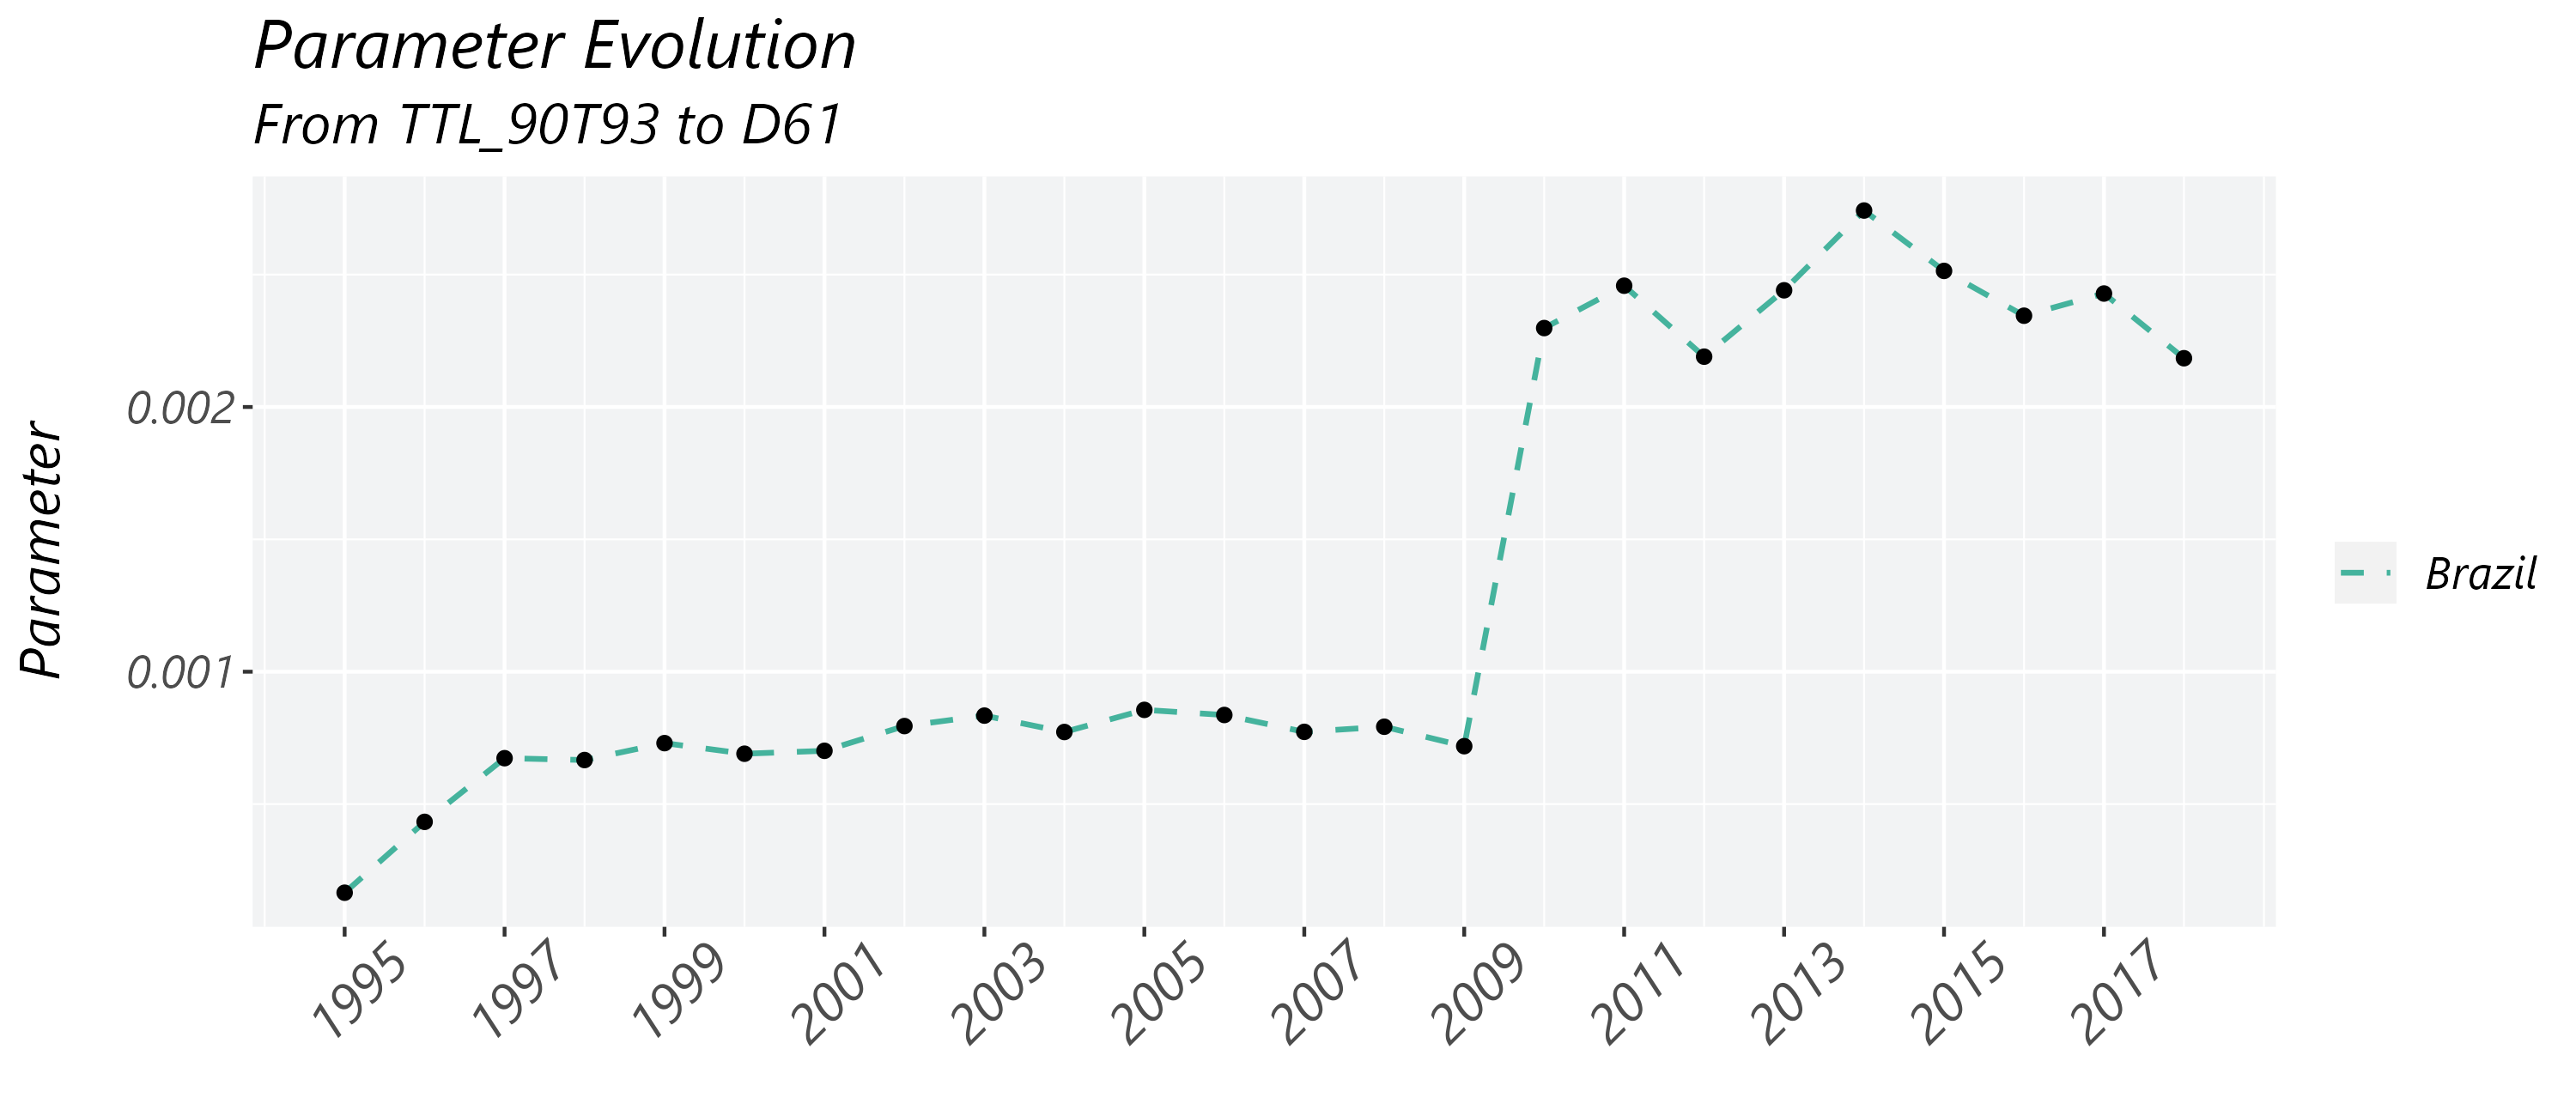 Parameter Evolution
From TTL_90T93 to D61
Parameter
0.002
0.001
1995 1997 1999 2001 2003 2005 2007 2009 2011 2013 2015 2017
Brazil